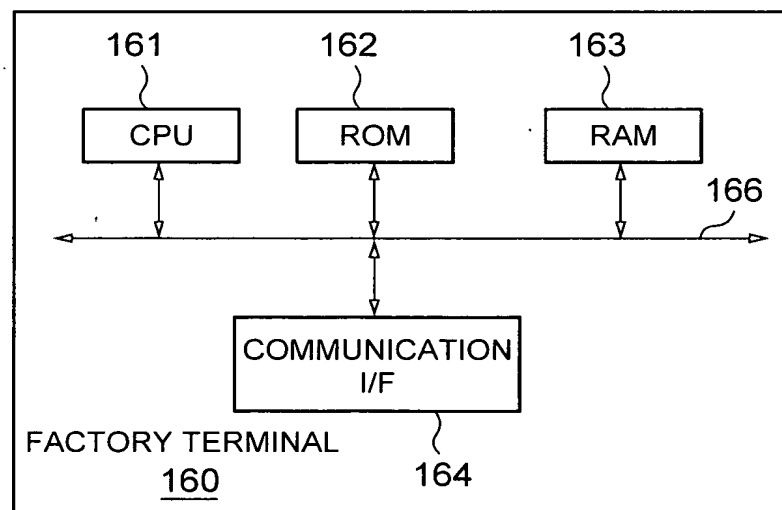 161
162
163
CPU
ROM
RAM
166
COMMUNICATION
I/F
FACTORY TERMINAL
160
164